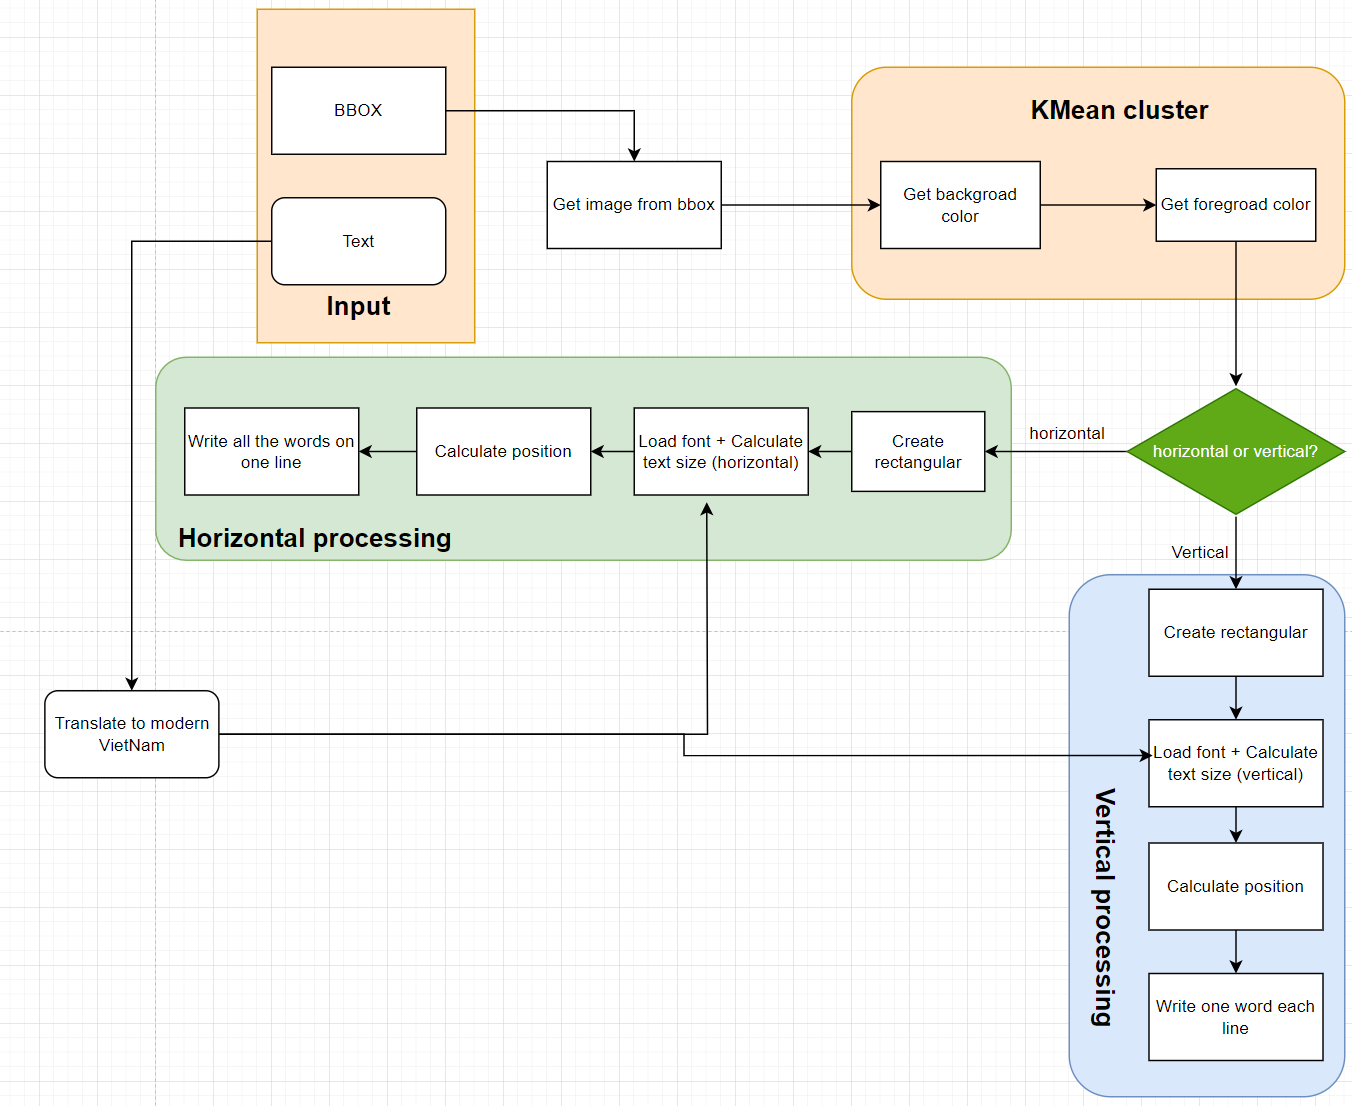 BBOX
Text
Input
Get image from bbox
KMean cluster
Get backgroad
color
Get foregroad color
horizontal or vertical?
horizontal
Create
rectangular
Load font + Calculate
text size (horizontal)
Calculate position
Write all the words on
one line
Horizontal processing
Vertical
Create rectangular
Translate to modern
VietNam
Load font + Calculate
text size (vertical)
Calculate position
Write one word each
line
Vertical processing